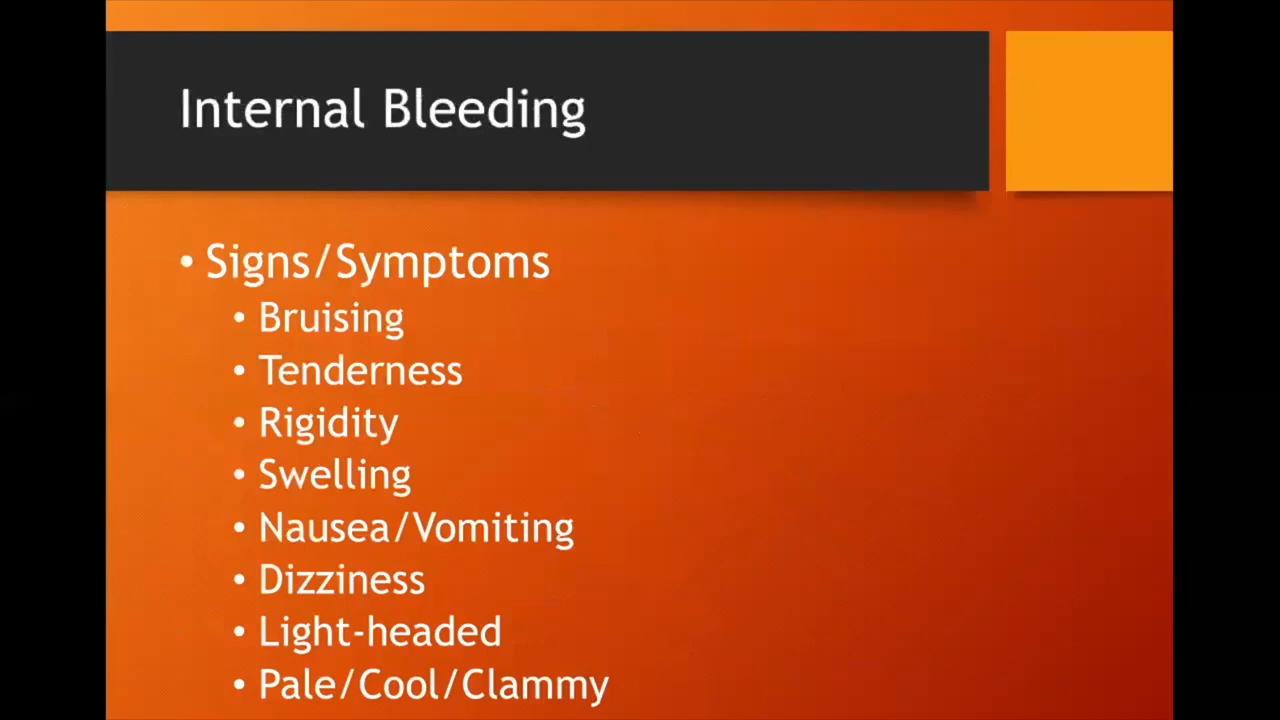 Internal Bleeding
• Signs/Symptoms
• Bruising
• Tenderness
• Rigidity
• Swelling
• Nausea/Vomiting
• Dizziness
• Light-headed
• Pale/Cool/Clammy